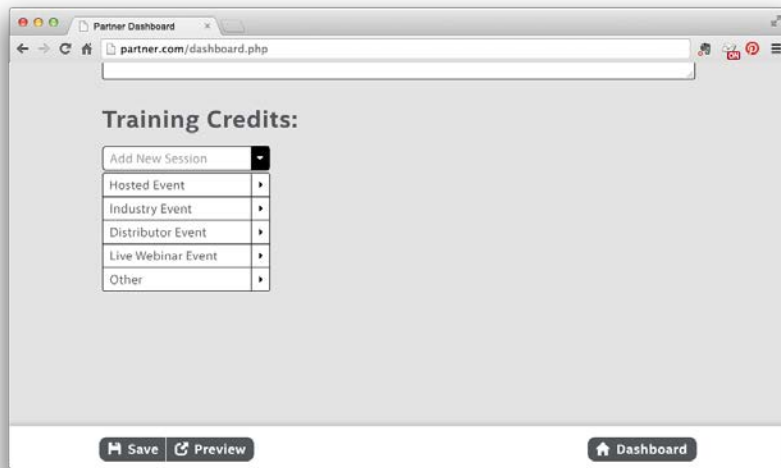 Partner Dashboard
partner.com/dashboard.php
ON
Training Credits:
Add New Session
Hosted Event
Industry Event
Distributor Event
Live Webinar Event
Other
Save Preview Dashboard